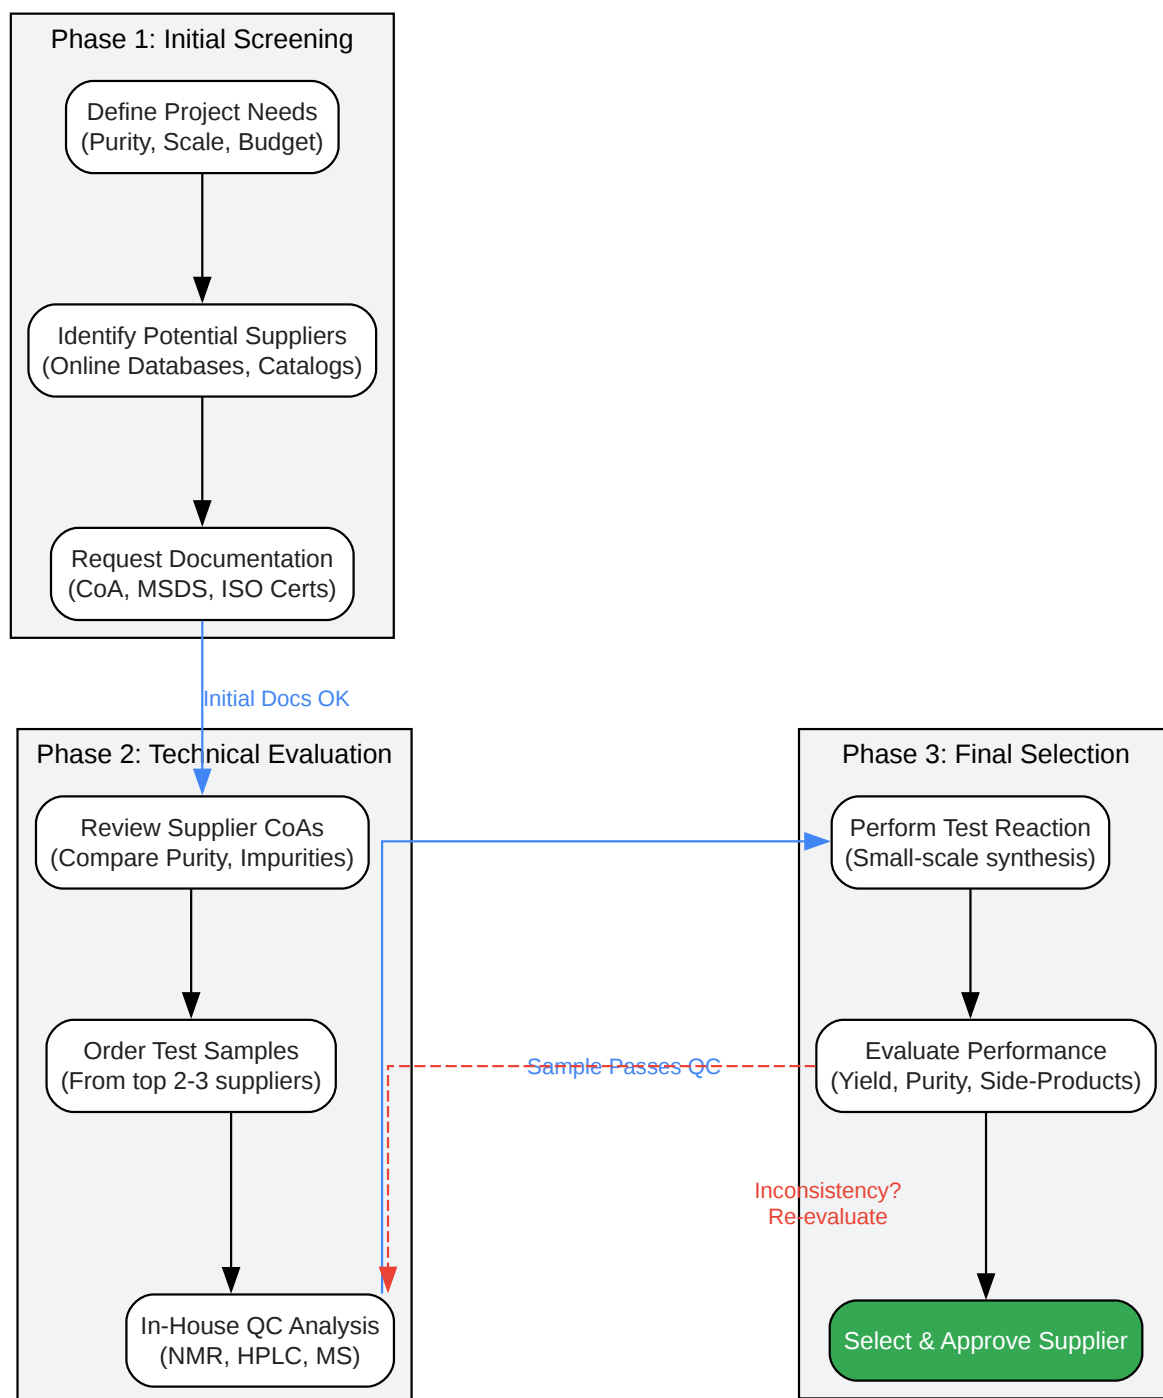 Phase 1: Initial Screening
Define Project Needs
(Purity, Scale, Budget)
Identify Potential Suppliers
(Online Databases, Catalogs)
Request Documentation
(CoA, MSDS, ISO Certs)
Initial Docs OK
Phase 2: Technical Evaluation
Review Supplier CoAs
(Compare Purity, Impurities)
Order Test Samples
(From top 2-3 suppliers)
In-House QC Analysis
(NMR, HPLC, MS)
Sample Passes QC
Phase 3: Final Selection
Perform Test Reaction
(Small-scale synthesis)
Evaluate Performance
(Yield, Purity, Side-Products)
Inconsistency?
Re-evaluate
Select & Approve Supplier